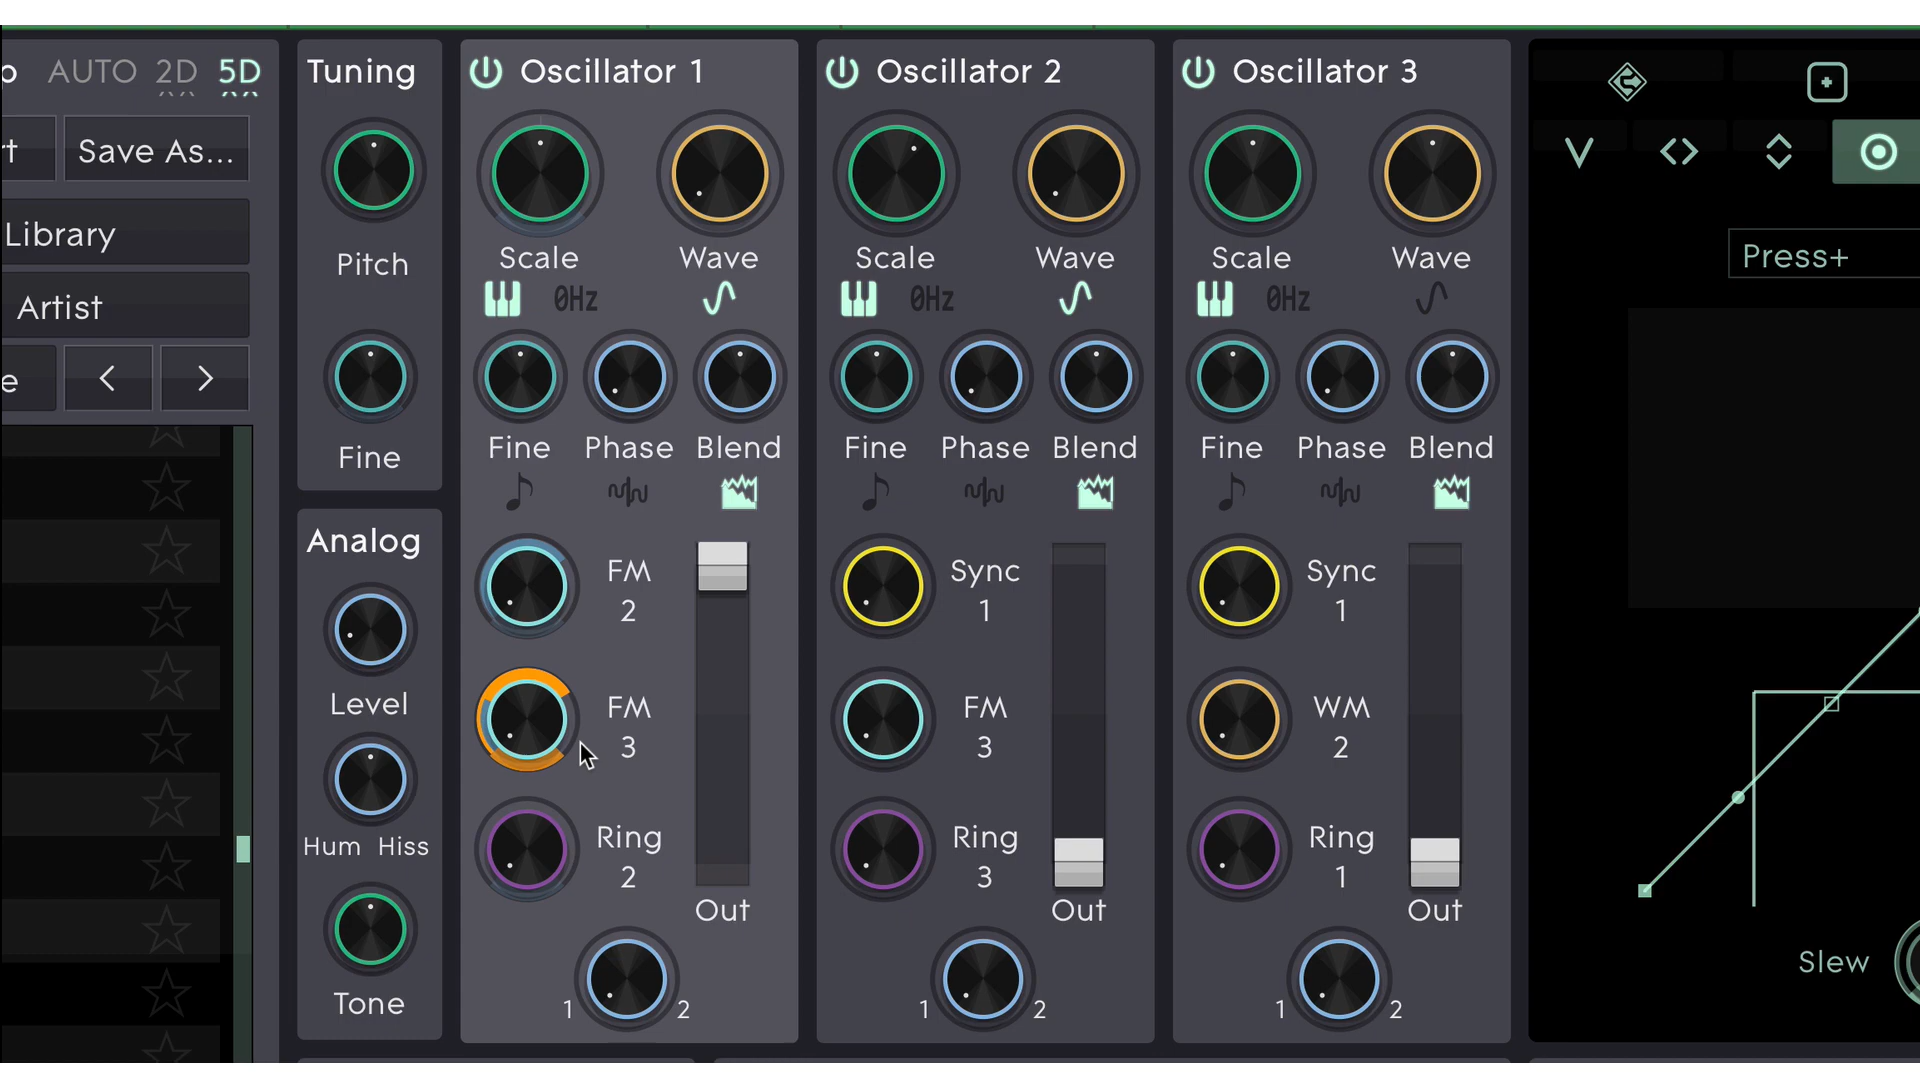 AUTO 2D 5D
Save As...
Library
Artist
Tuning
Pitch
Fine
Analog
Level
Hum Hiss
Tone
Oscillator 1
Scale Wave
0Hz
Fine Phase Blend
FM
2
FM
3
Ring
2
Out
1 2
Oscillator 2
Scale Wave
0Hz
Fine Phase Blend
Sync
1
FM
3
Ring
3
Out
1 2
Oscillator 3
Scale Wave
0Hz
Fine Phase Blend
Sync
1
WM
2
Ring
1
Out
1 2
Press+
Slew